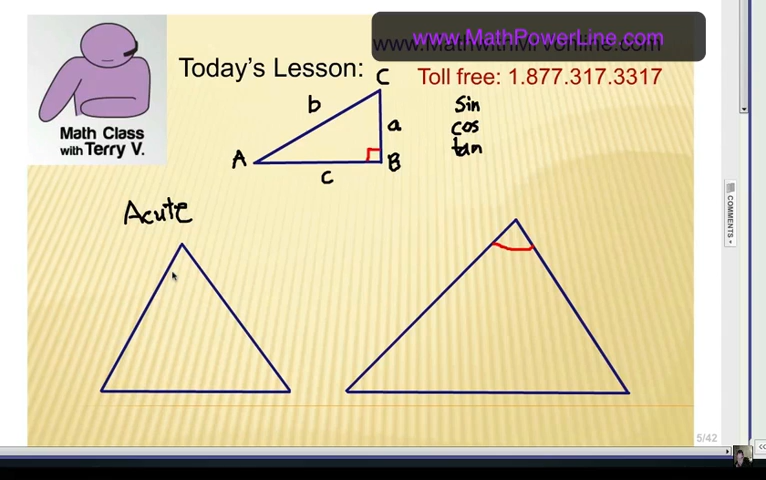 www.MathPowerLine.com
Today's Lesson:
Toll free: 1.877.317.3317
C
b
a
A
B
c
Sin
cos
tan
Math Class
with Terry V.
Acute
COMMENTS
5/42